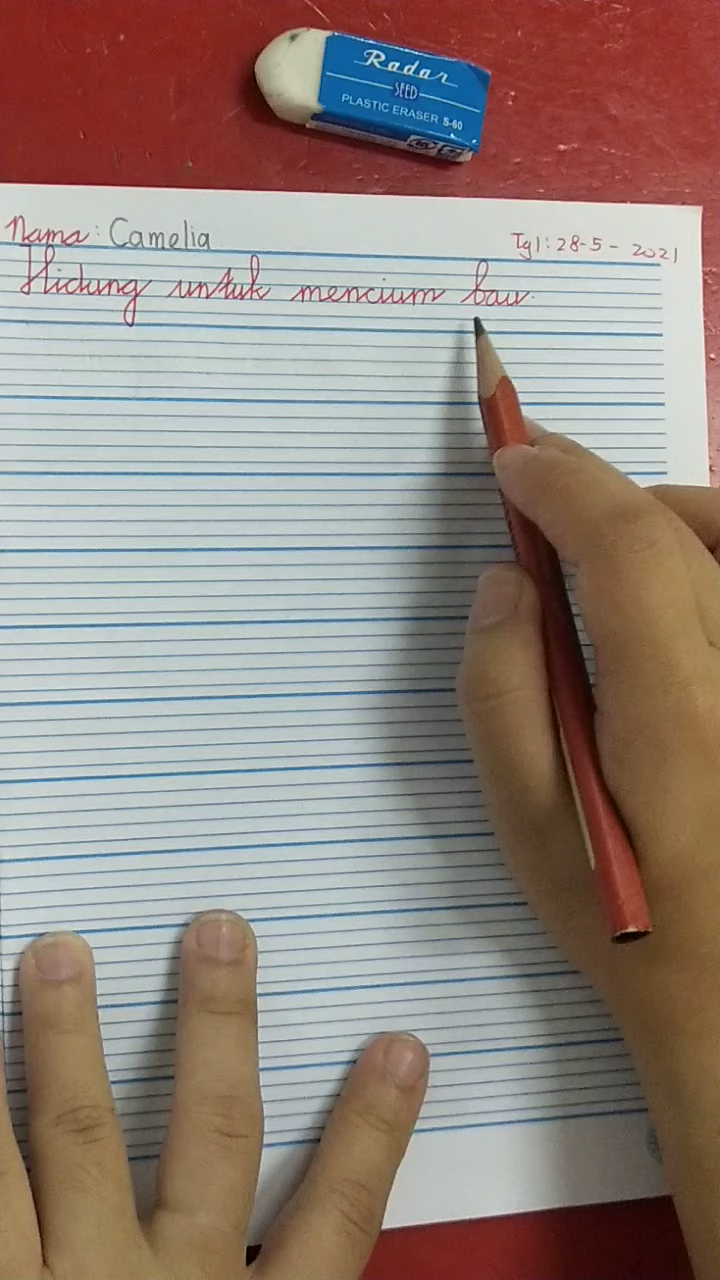 Radar
SEED
PLASTIC ERASER S-60
Nama: Camelia
Tgl: 28-5-2021
Hidung untuk mencium bau.